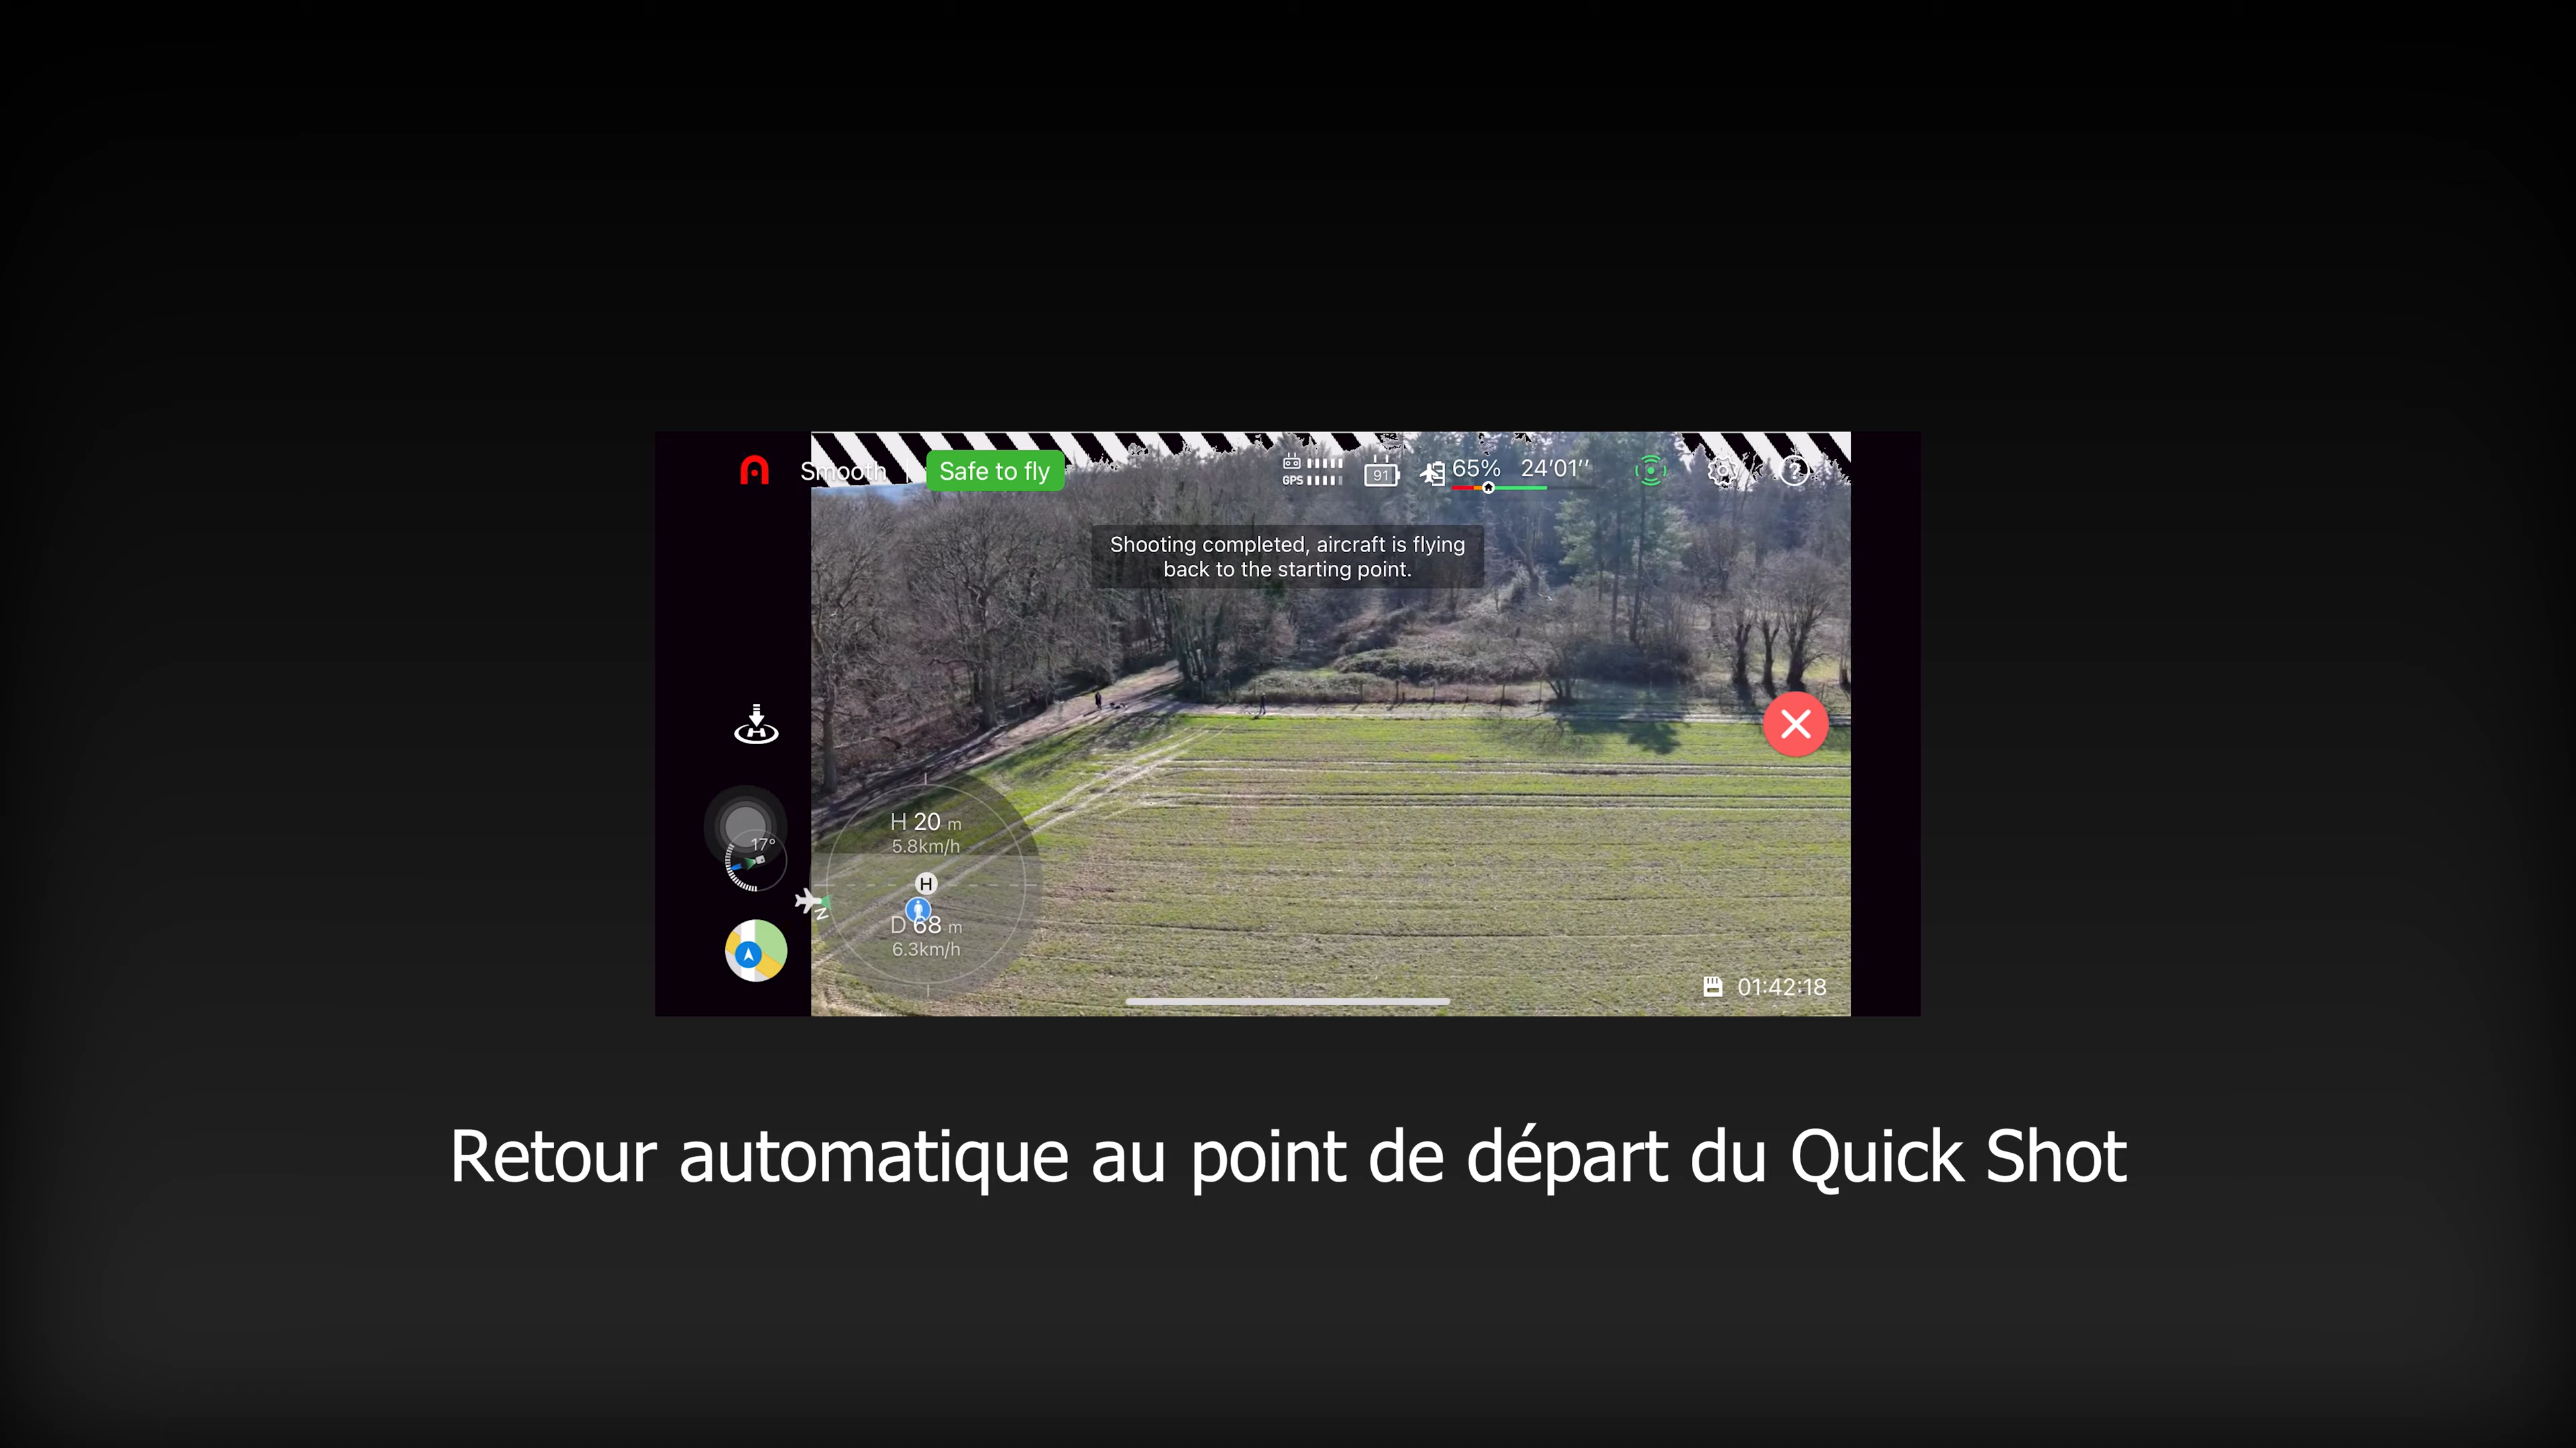 Smooth
Safe to fly
GPS
91
65%
24'01''
?
Shooting completed, aircraft is flying
back to the starting point.
17°
H 20 m
5.8km/h
H
N
D 68 m
6.3km/h
01:42:18
Retour automatique au point de départ du Quick Shot